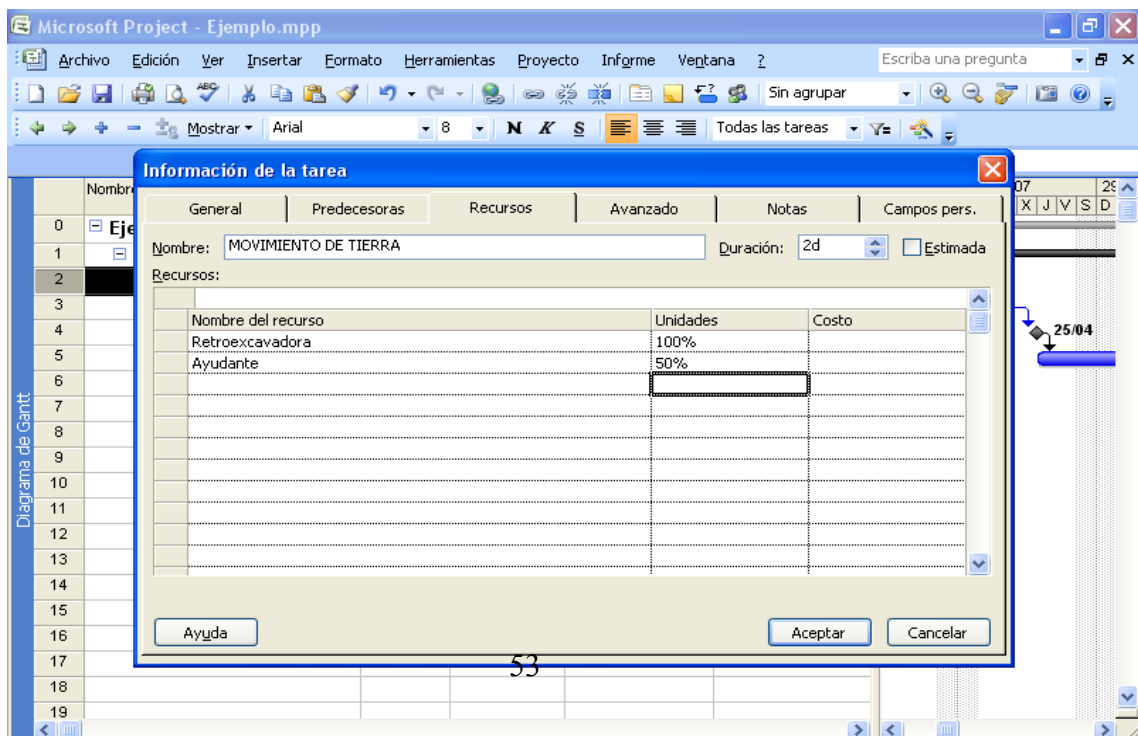 Microsoft Project - Ejemplo.mpp
Archivo Edición Ver Insertar Formato Herramientas Proyecto Informe Ventana ? Escriba una pregunta
Sin agrupar
Mostrar Arial 8 N K S Todas las tareas
Información de la tarea
General Predecesoras Recursos Avanzado Notas Campos pers.
Nombre: MOVIMIENTO DE TIERRA Duración: 2d Estimada
Recursos:
Nombre del recurso Unidades Costo
Retroexcavadora 100%
Ayudante 50%
Ayuda Aceptar Cancelar
53
Nombr
0 Eje
1
2
3
4
5
6
7
8
9
10
11
12
13
14
15
16
17
18
19
Diagrama de Gantt
07 29
X J V S D
25/04